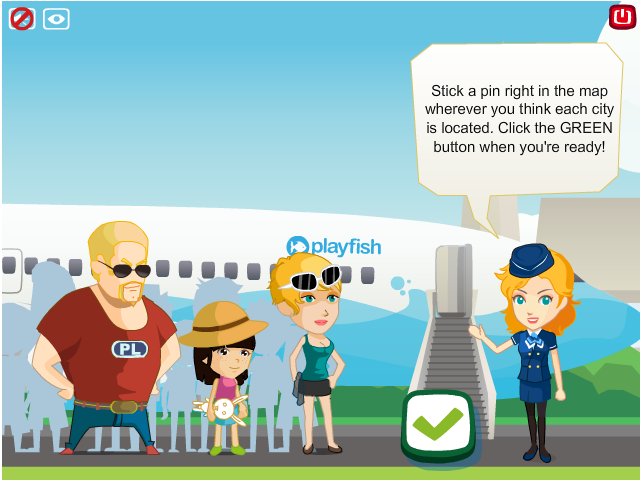 Stick a pin right in the map
wherever you think each city
is located. Click the GREEN
button when you're ready!
playfish
PL